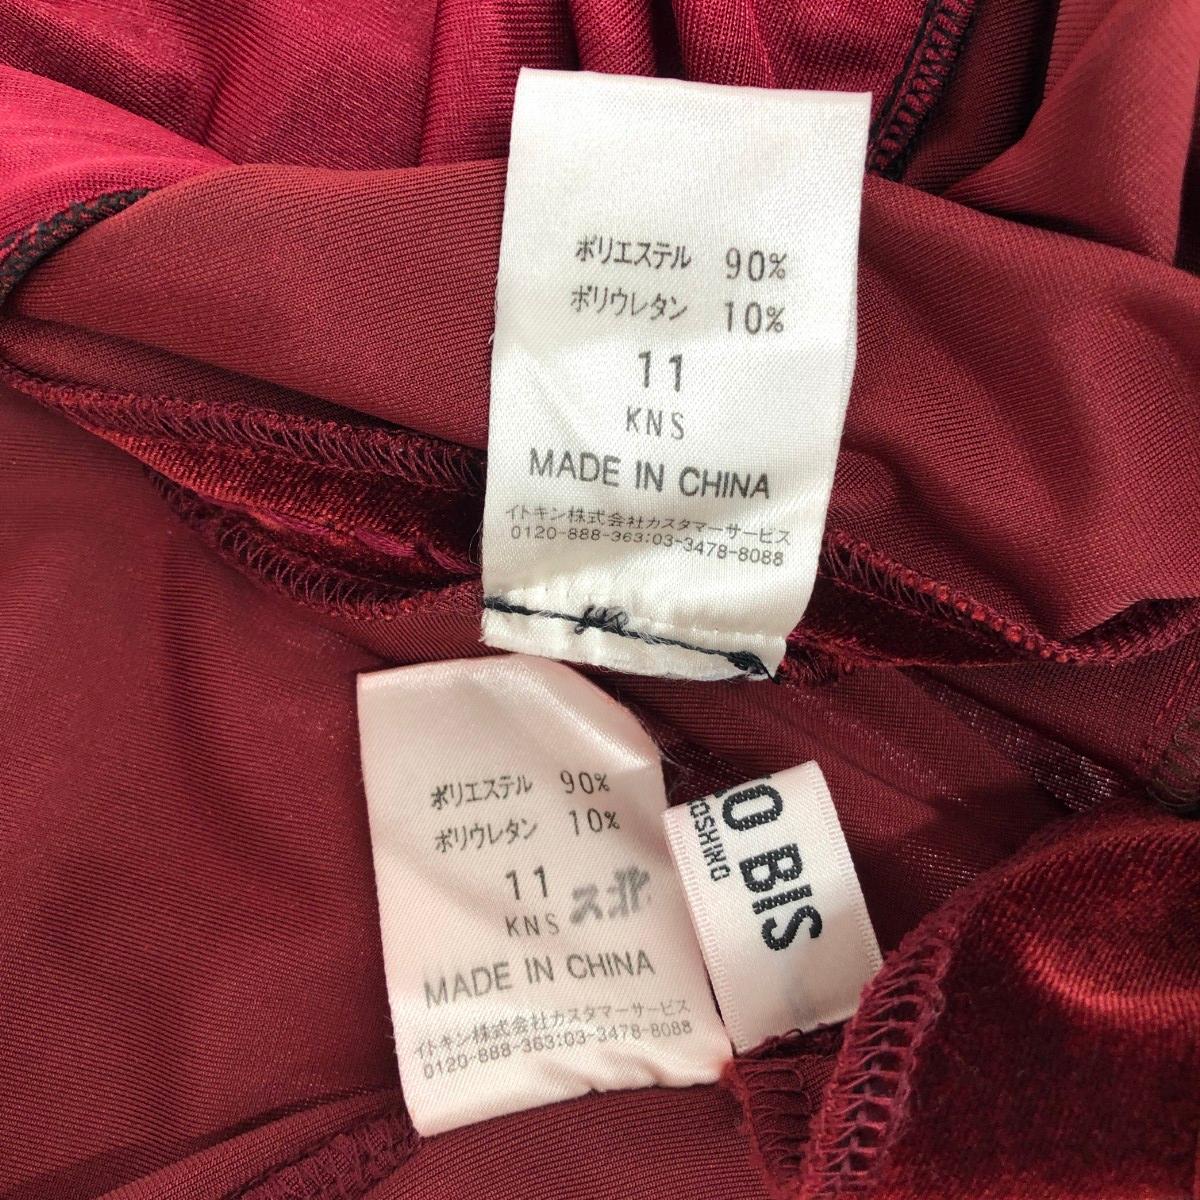 ポリエステル 90%
ポリウレタン 10%
11
KNS
MADE IN CHINA
イトキン株式会社カスタマーサービス
0120-888-363:03-3478-8088
ポリエステル 90%
ポリウレタン 10%
11
KNS
MADE IN CHINA
イトキン株式会社カスタマーサービス
0120-888-363:03-3478-8088
KO BIS
KOSHINO